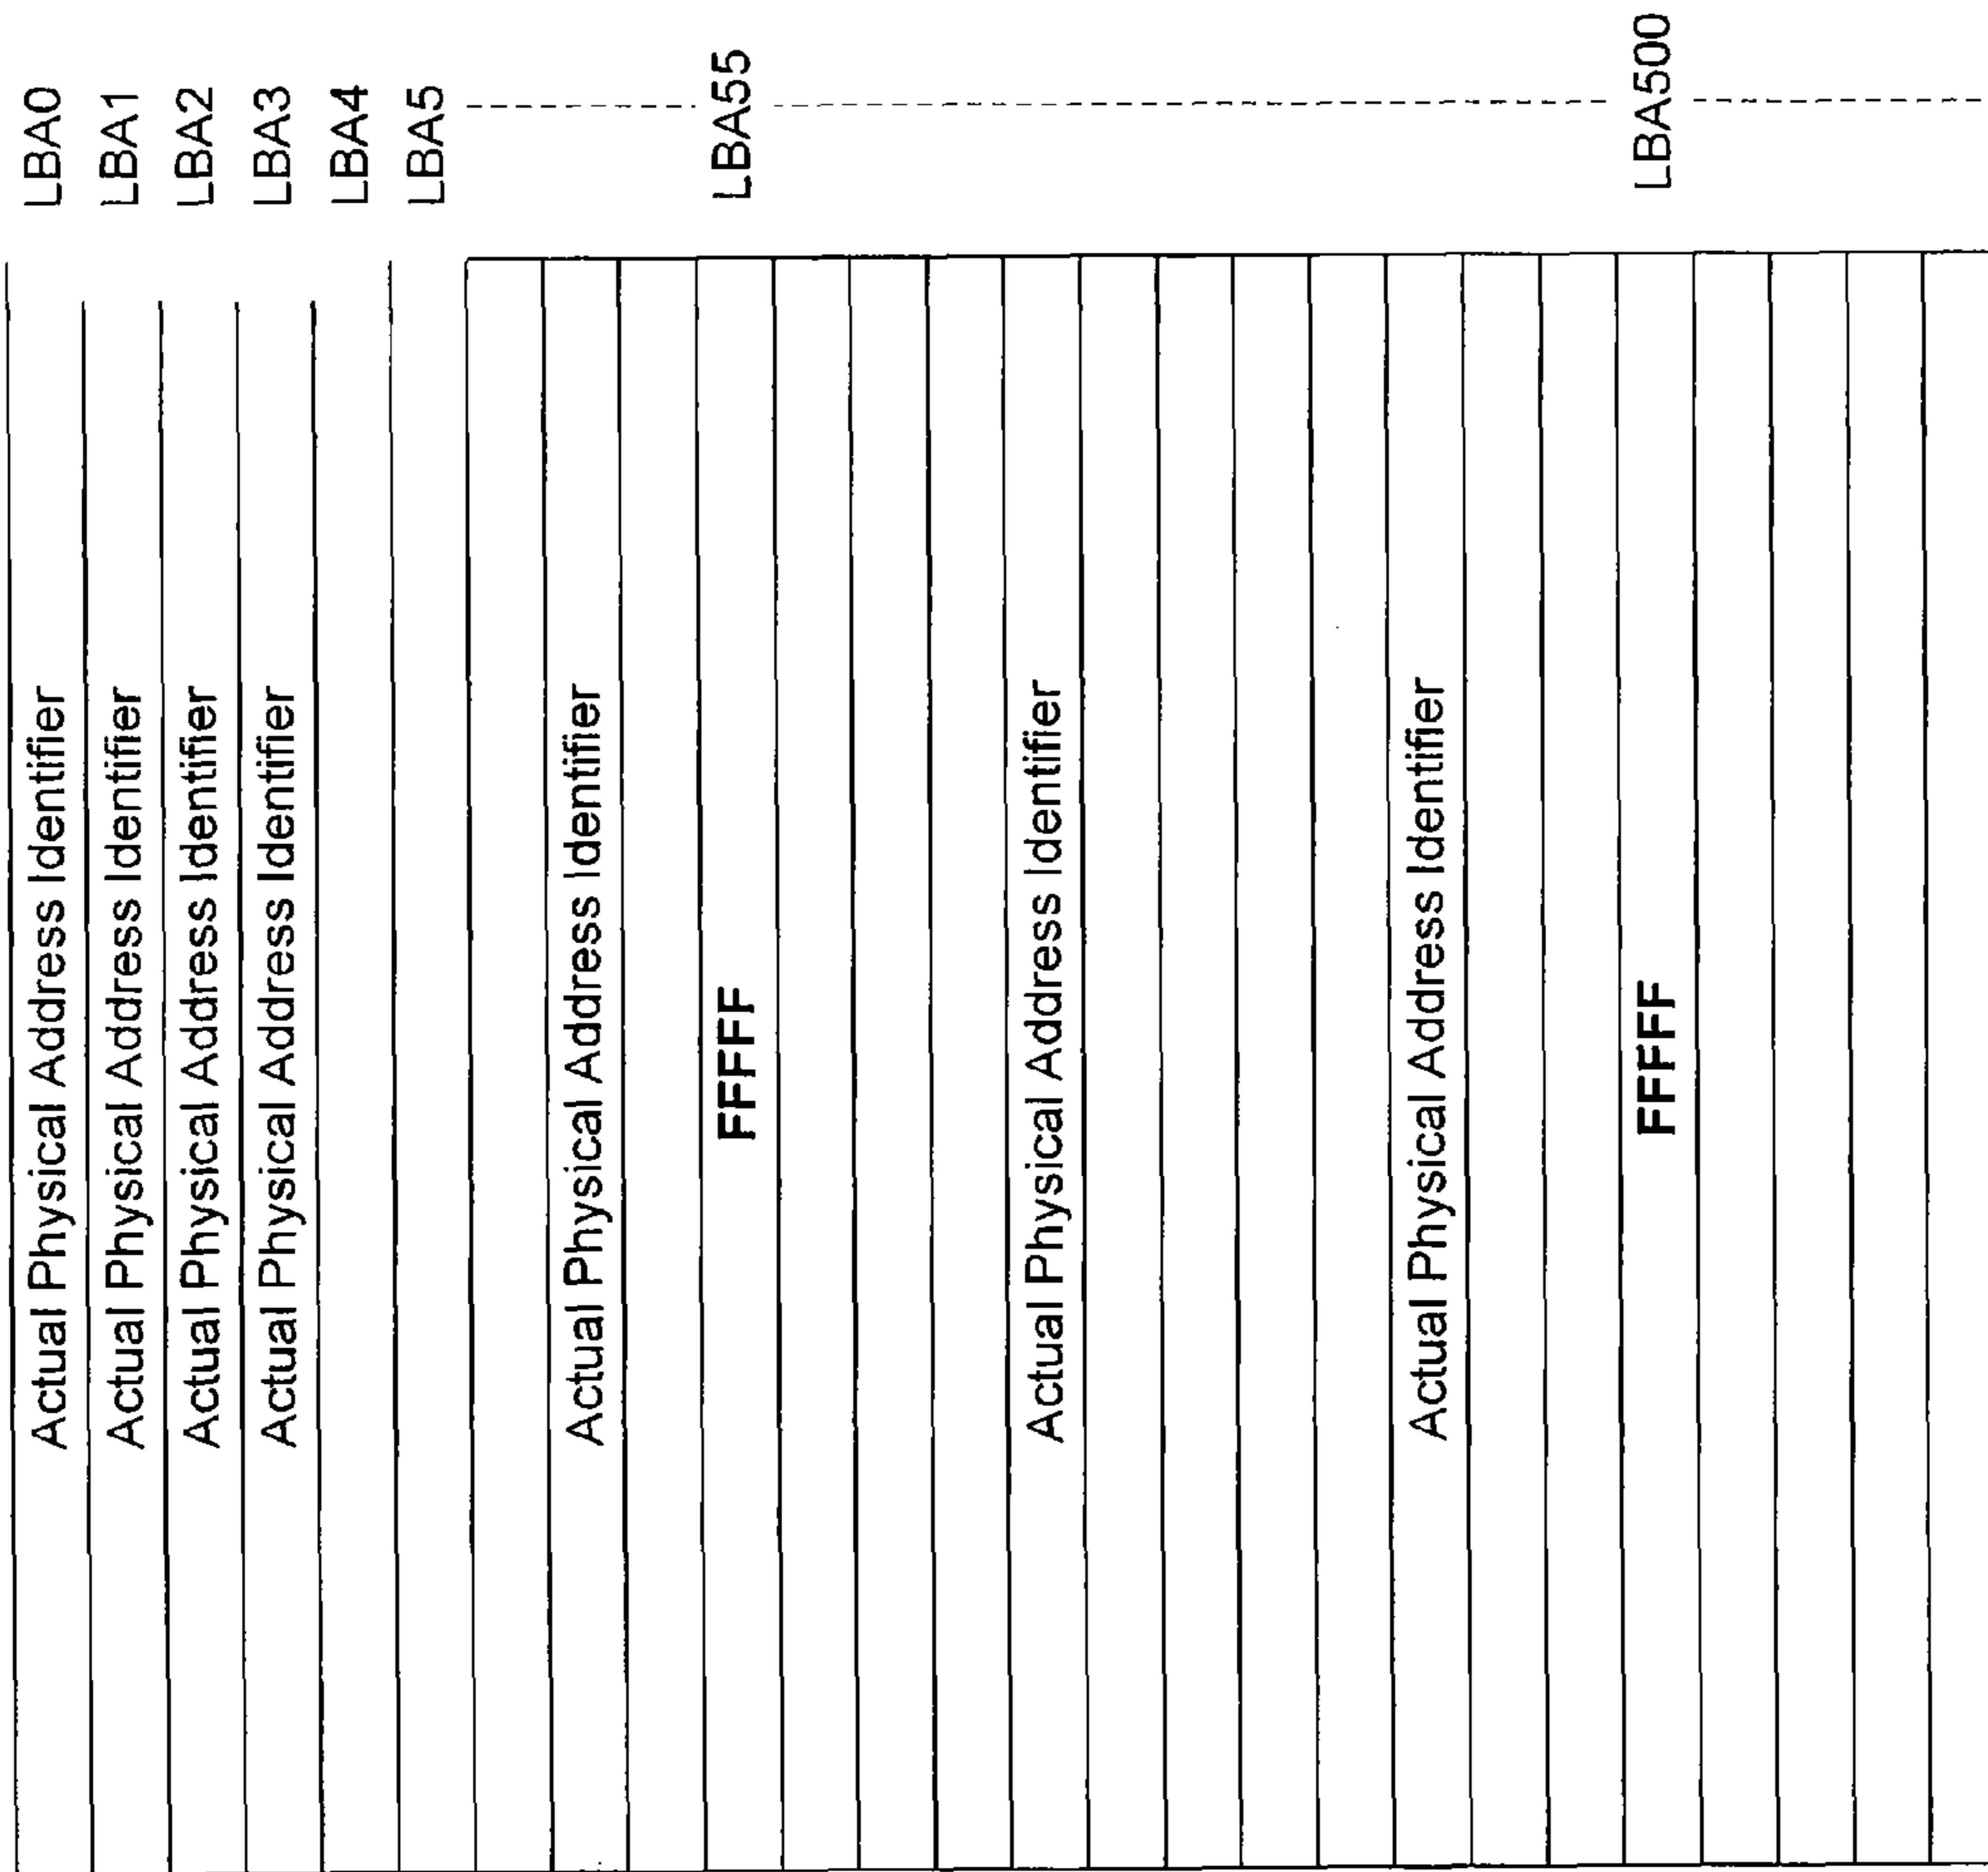 Actual Physical Address Identifier LBA0
Actual Physical Address Identifier LBA1
Actual Physical Address Identifier LBA2
Actual Physical Address Identifier LBA3
LBA4
LBA5
Actual Physical Address Identifier
FFFFF LBA55
Actual Physical Address Identifier
Actual Physical Address Identifier
FFFFF LBA500